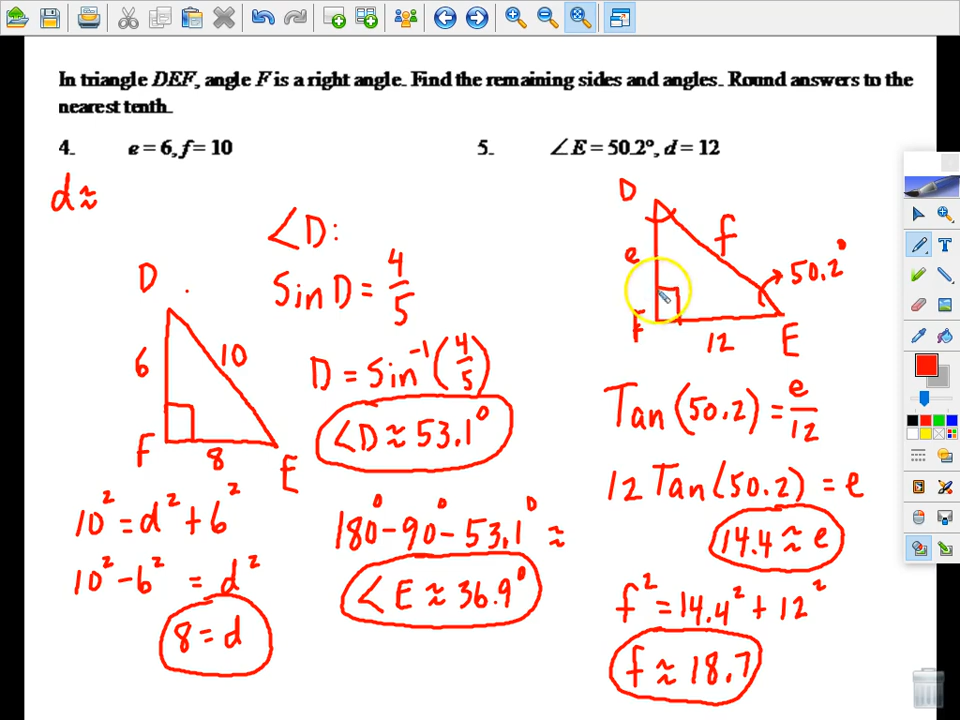 In triangle DEF, angle F is a right angle. Find the remaining sides and angles. Round answers to the
nearest tenth.
4. e = 6, f = 10
d ≈
D
6
10
F
8
E
10² = d² + 6²
10² - 6² = d²
8 = d
∠D:
Sin D = 4/5
D = Sin⁻¹(4/5)
∠D ≈ 53.1°
180° - 90° - 53.1° ≈
∠E ≈ 36.9°
5. ∠E = 50.2°, d = 12
D
e
f
50.2°
F
12
E
Tan (50.2) = e/12
12 Tan (50.2) = e
14.4 ≈ e
f² = 14.4² + 12²
f ≈ 18.7
T